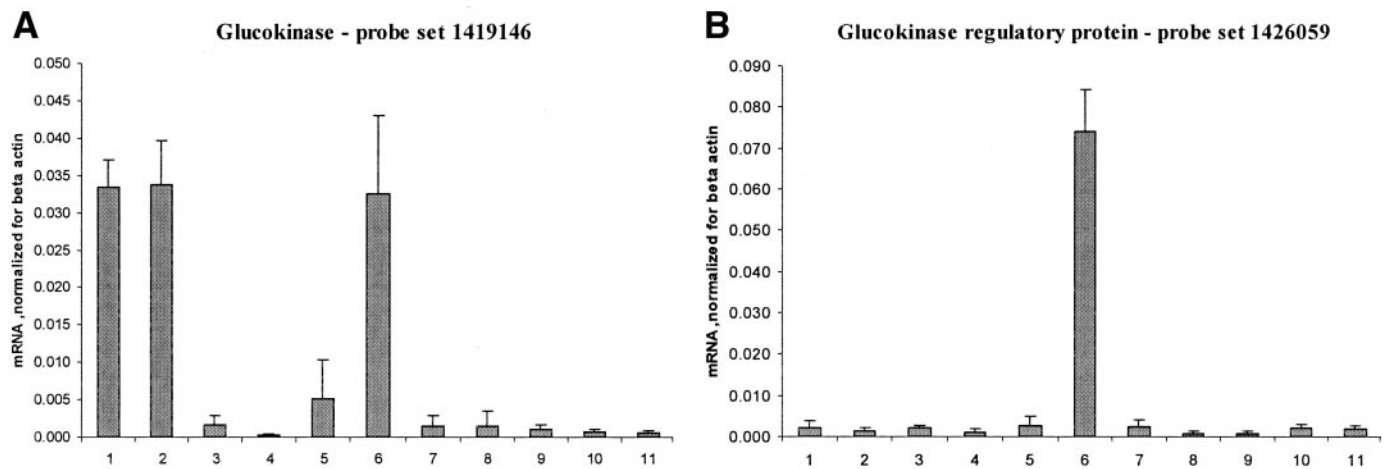 A
Glucokinase - probe set 1419146
mRNA ,normalized for beta actin
0.050
0.045
0.040
0.035
0.030
0.025
0.020
0.015
0.010
0.005
0.000
1 2 3 4 5 6 7 8 9 10 11
B
Glucokinase regulatory protein - probe set 1426059
mRNA ,normalized for beta actin
0.090
0.080
0.070
0.060
0.050
0.040
0.030
0.020
0.010
0.000
1 2 3 4 5 6 7 8 9 10 11